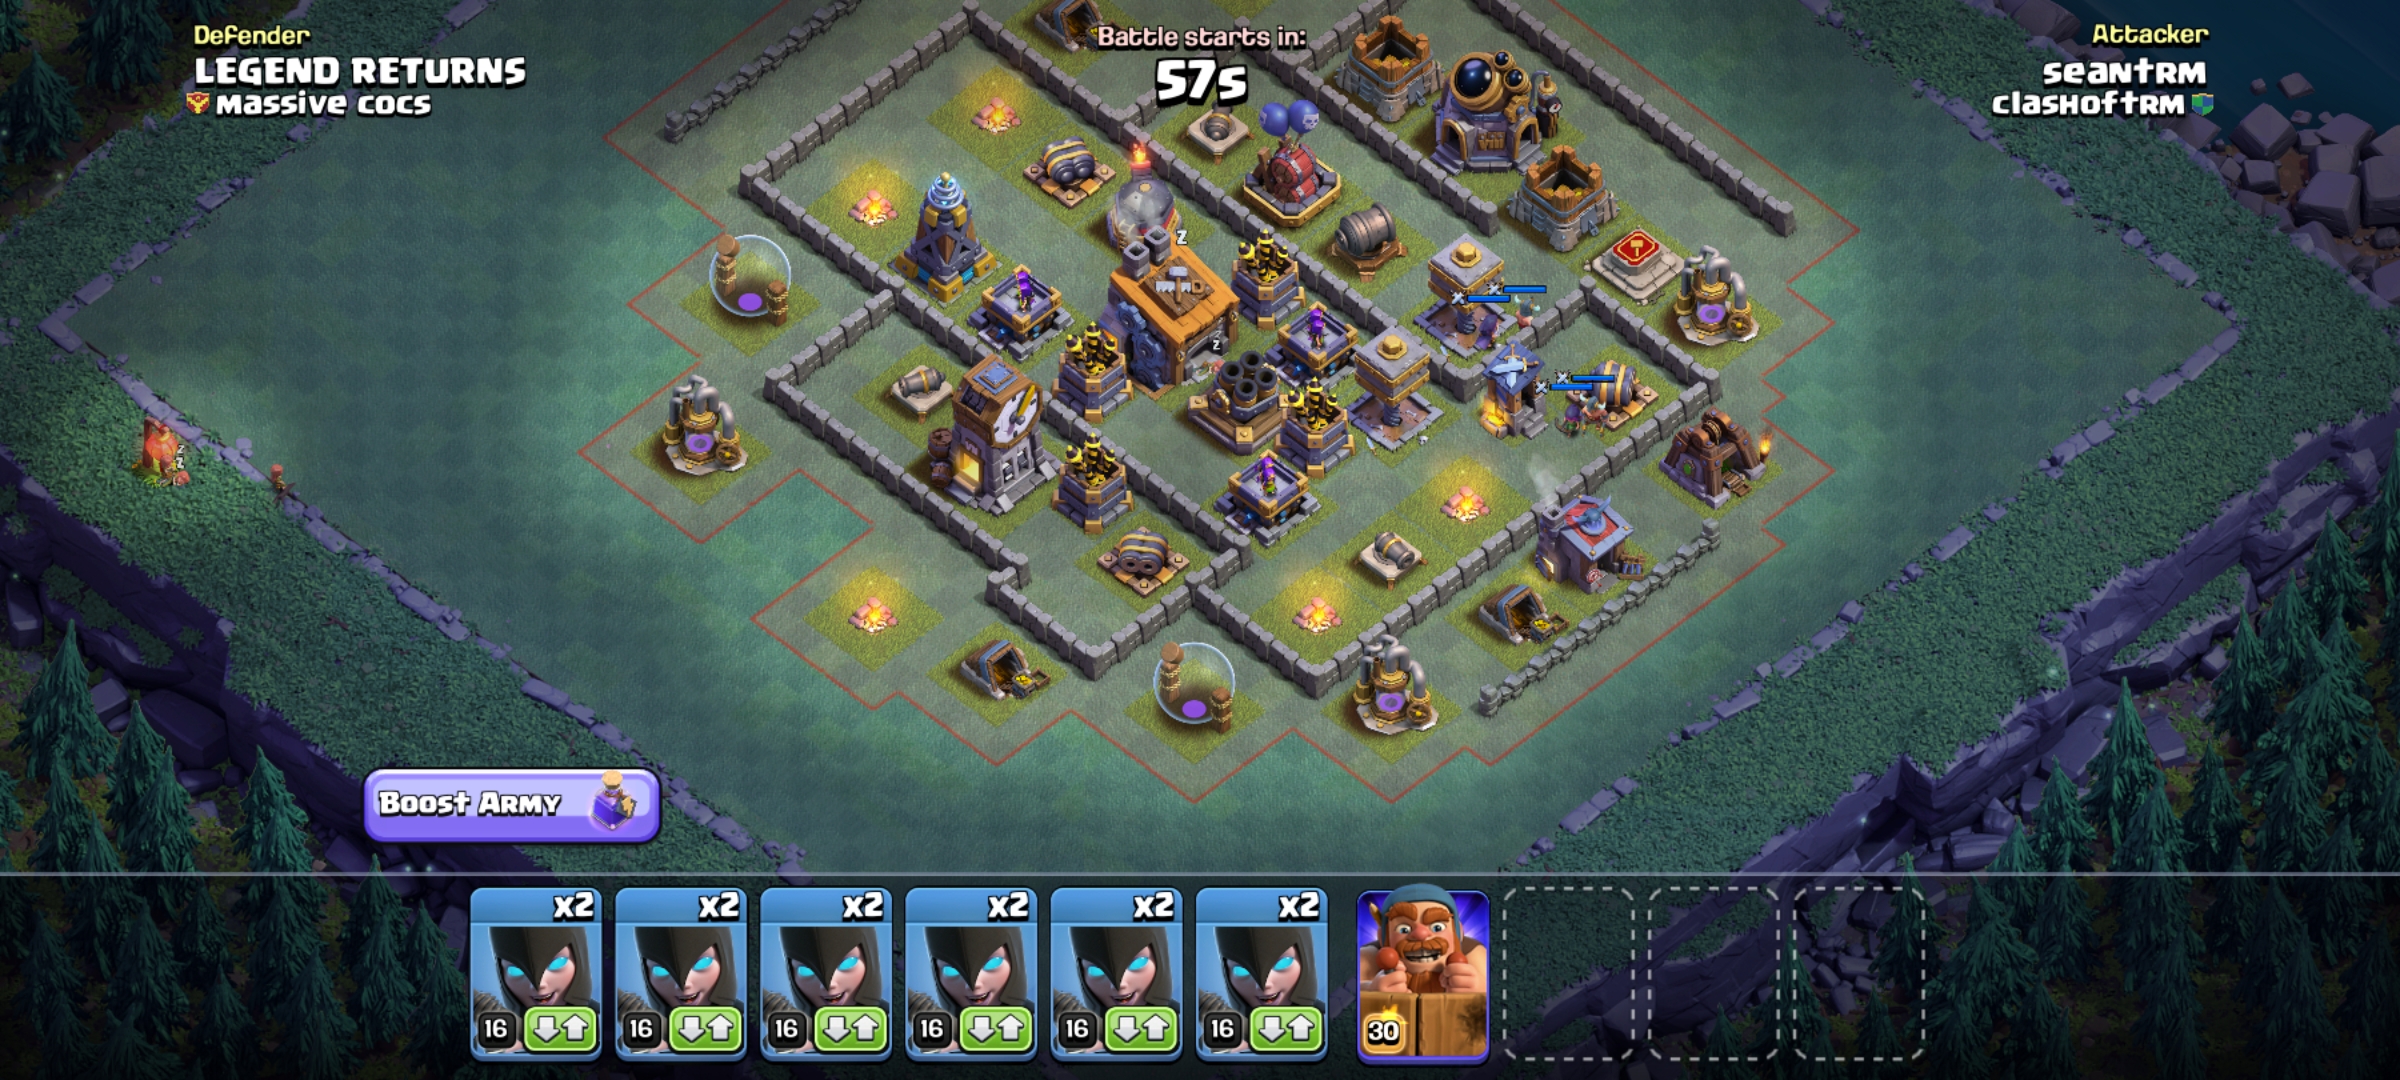 Defender
LEGEND RETURNS
massive cocs
Battle starts in:
57s
Attacker
seantRM
clashoftRM
z
z
z
z
Boost Army
x2
x2
x2
x2
x2
x2
16
16
16
16
16
16
30